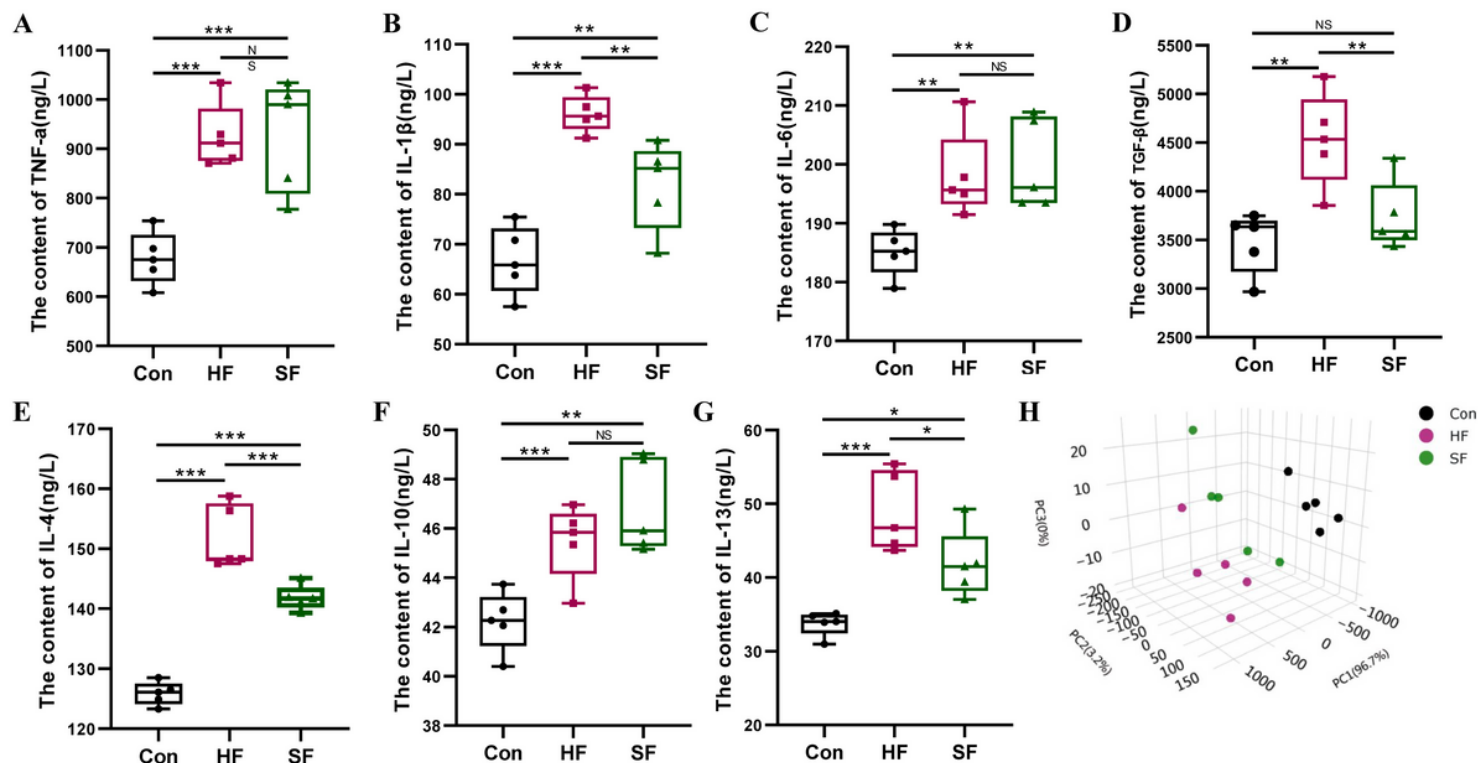 A
The content of TNF-a(ng/L)
1100
1000
900
800
700
600
500
***
***
N
S
Con HF SF
B
The content of IL-1β(ng/L)
110
100
90
80
70
60
50
**
***
**
Con HF SF
C
The content of IL-6(ng/L)
220
210
200
190
180
170
**
**
NS
Con HF SF
D
The content of TGF-β(ng/L)
5500
5000
4500
4000
3500
3000
2500
NS
**
**
Con HF SF
E
The content of IL-4(ng/L)
170
160
150
140
130
120
***
***
***
Con HF SF
F
The content of IL-10(ng/L)
50
48
46
44
42
40
38
**
***
NS
Con HF SF
G
The content of IL-13(ng/L)
60
50
40
30
20
*
***
*
Con HF SF
H
Con
HF
SF
20
10
0
−10
−20
PC3(0%)
0
50
100
150
PC2(3.2%)
1000
500
0
−500
−1000
PC1(96.7%)